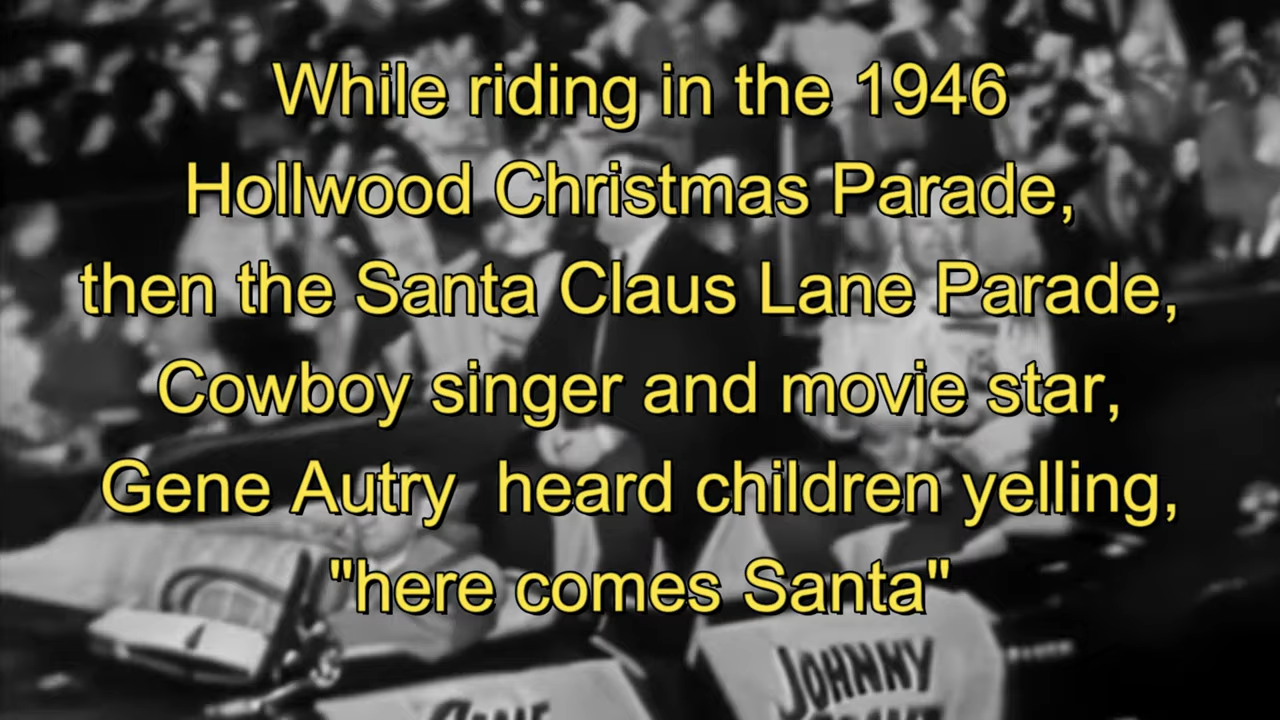 While riding in the 1946
Hollwood Christmas Parade,
then the Santa Claus Lane Parade,
Cowboy singer and movie star,
Gene Autry  heard children yelling,
"here comes Santa"
JOHNNY